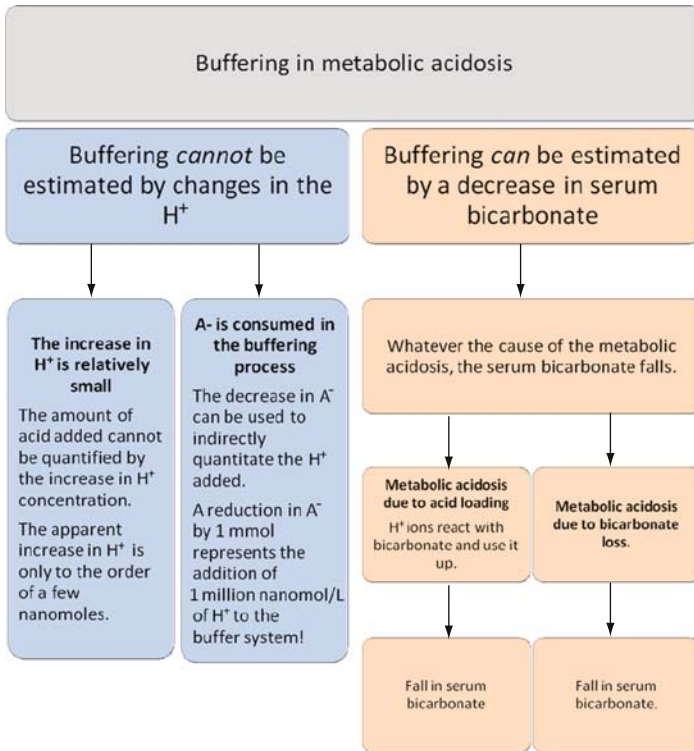 Buffering in metabolic acidosis
Buffering cannot be
estimated by changes in the
H⁺
Buffering can be estimated
by a decrease in serum
bicarbonate
The increase in
H⁺ is relatively
small
The amount of
acid added cannot
be quantified by
the increase in H⁺
concentration.
The apparent
increase in H⁺ is
only to the order
of a few
nanomoles.
A- is consumed in
the buffering
process
The decrease in A⁻
can be used to
indirectly
quantitate the H⁺
added.
A reduction in A⁻
by 1 mmol
represents the
addition of
1 million nanomol/L
of H⁺ to the
buffer system!
Whatever the cause of the metabolic
acidosis, the serum bicarbonate falls.
Metabolic acidosis
due to acid loading
H⁺ ions react with
bicarbonate and use it
up.
Metabolic acidosis
due to bicarbonate
loss.
Fall in serum
bicarbonate
Fall in serum
bicarbonate.